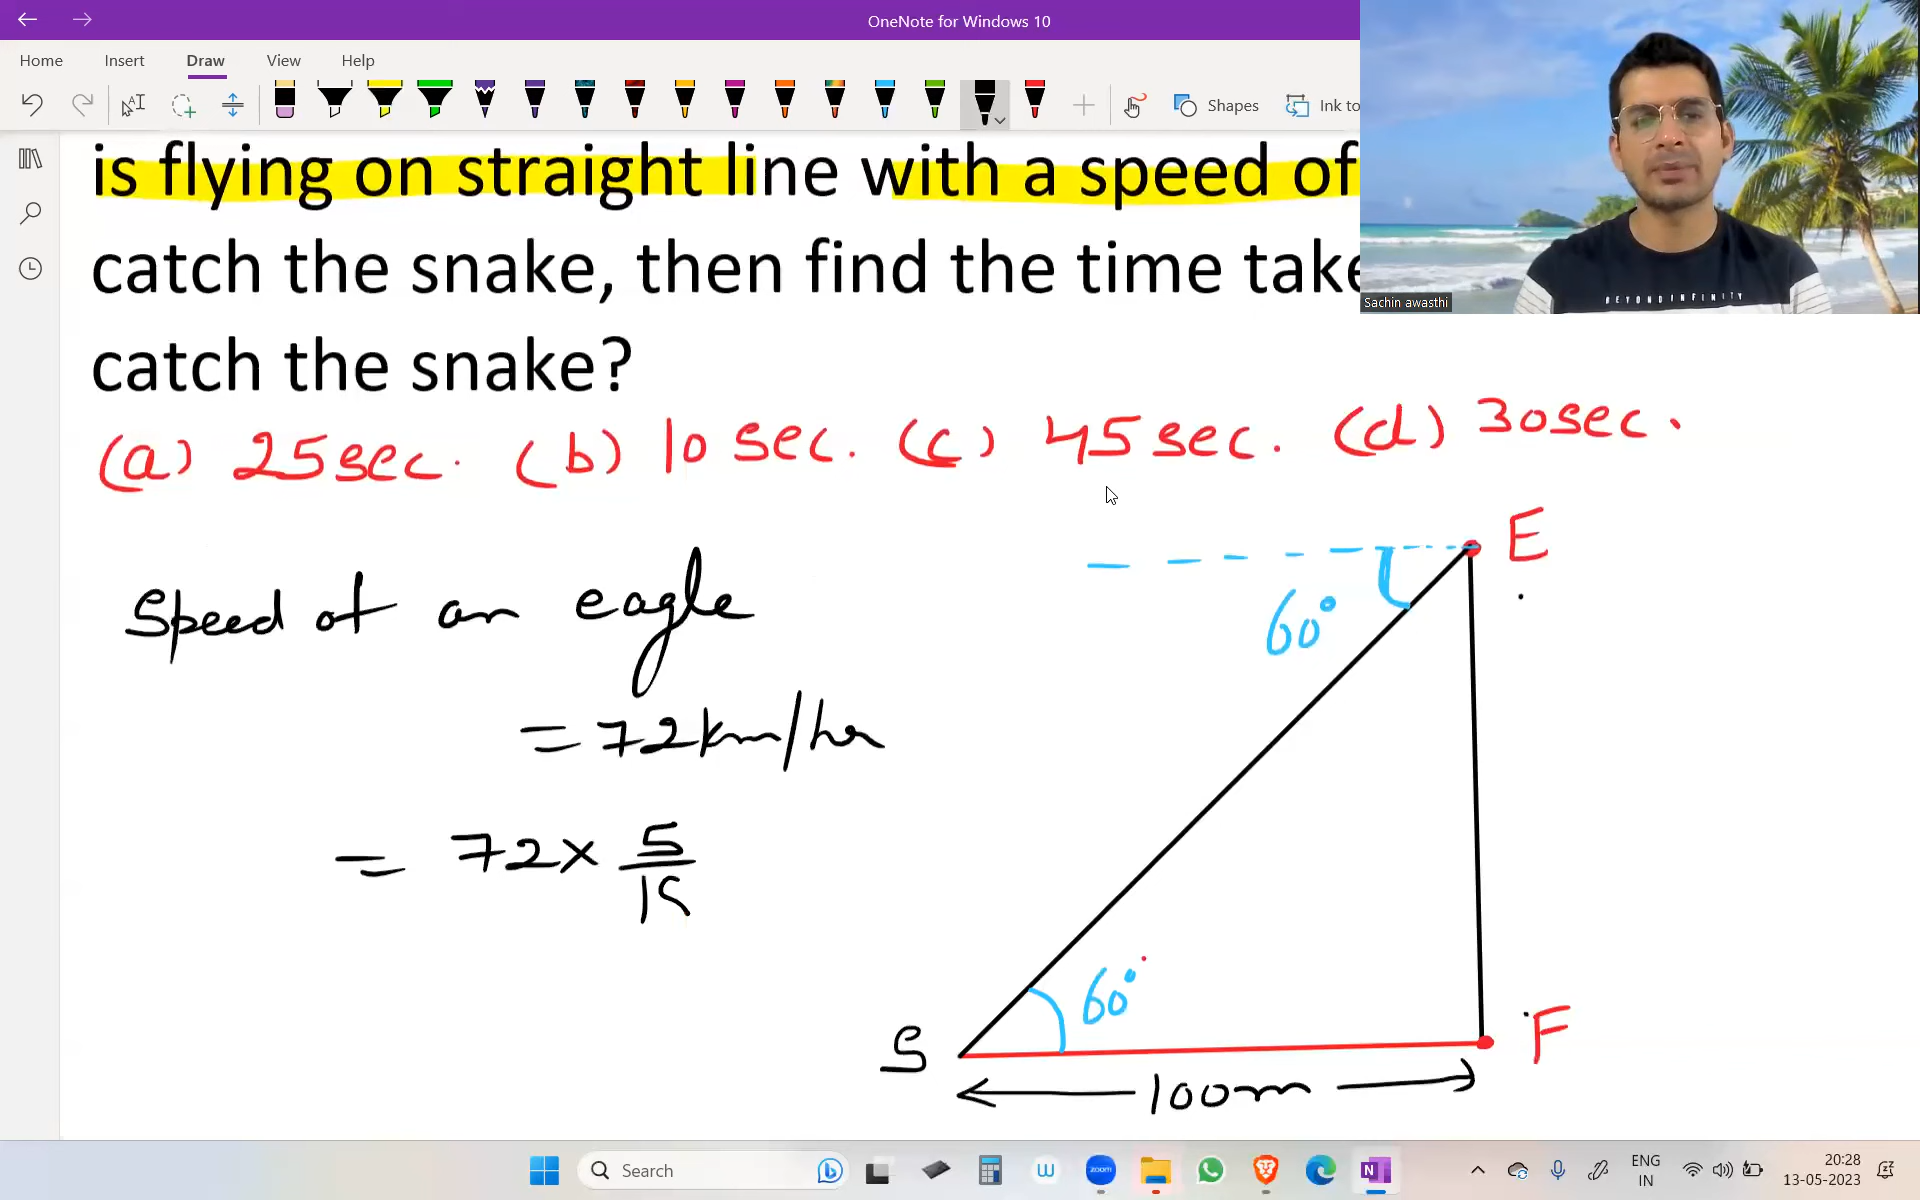 OneNote for Windows 10
Home Insert Draw View Help
Shapes Ink to
is flying on straight line with a speed of
catch the snake, then find the time take
catch the snake?
Sachin awasthi
BEYONDINFINITY
(a) 25sec. (b) 10 sec. (c) 45sec. (d) 30sec.
Speed of an eagle
= 72km/hr
= 72 × 5/18
E
60°
60°
S
F
100m
Search
zoom
ENG
IN
20:28
13-05-2023